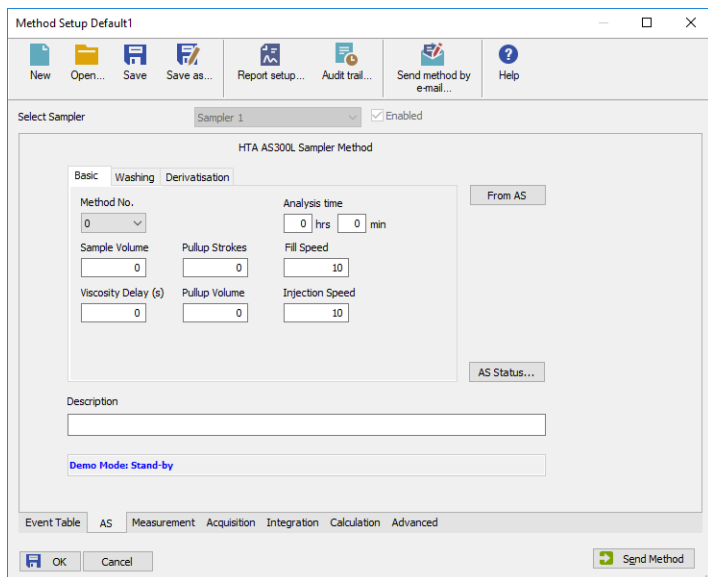 Method Setup Default1
New Open... Save Save as... Report setup... Audit trail... Send method by e-mail... Help
Select Sampler Sampler 1 Enabled
HTA AS300L Sampler Method
Basic Washing Derivatisation
From AS
Method No. Analysis time
0 0 hrs 0 min
Sample Volume Pullup Strokes Fill Speed
0 0 10
Viscosity Delay (s) Pullup Volume Injection Speed
0 0 10
AS Status...
Description
Demo Mode: Stand-by
Event Table AS Measurement Acquisition Integration Calculation Advanced
OK Cancel Send Method